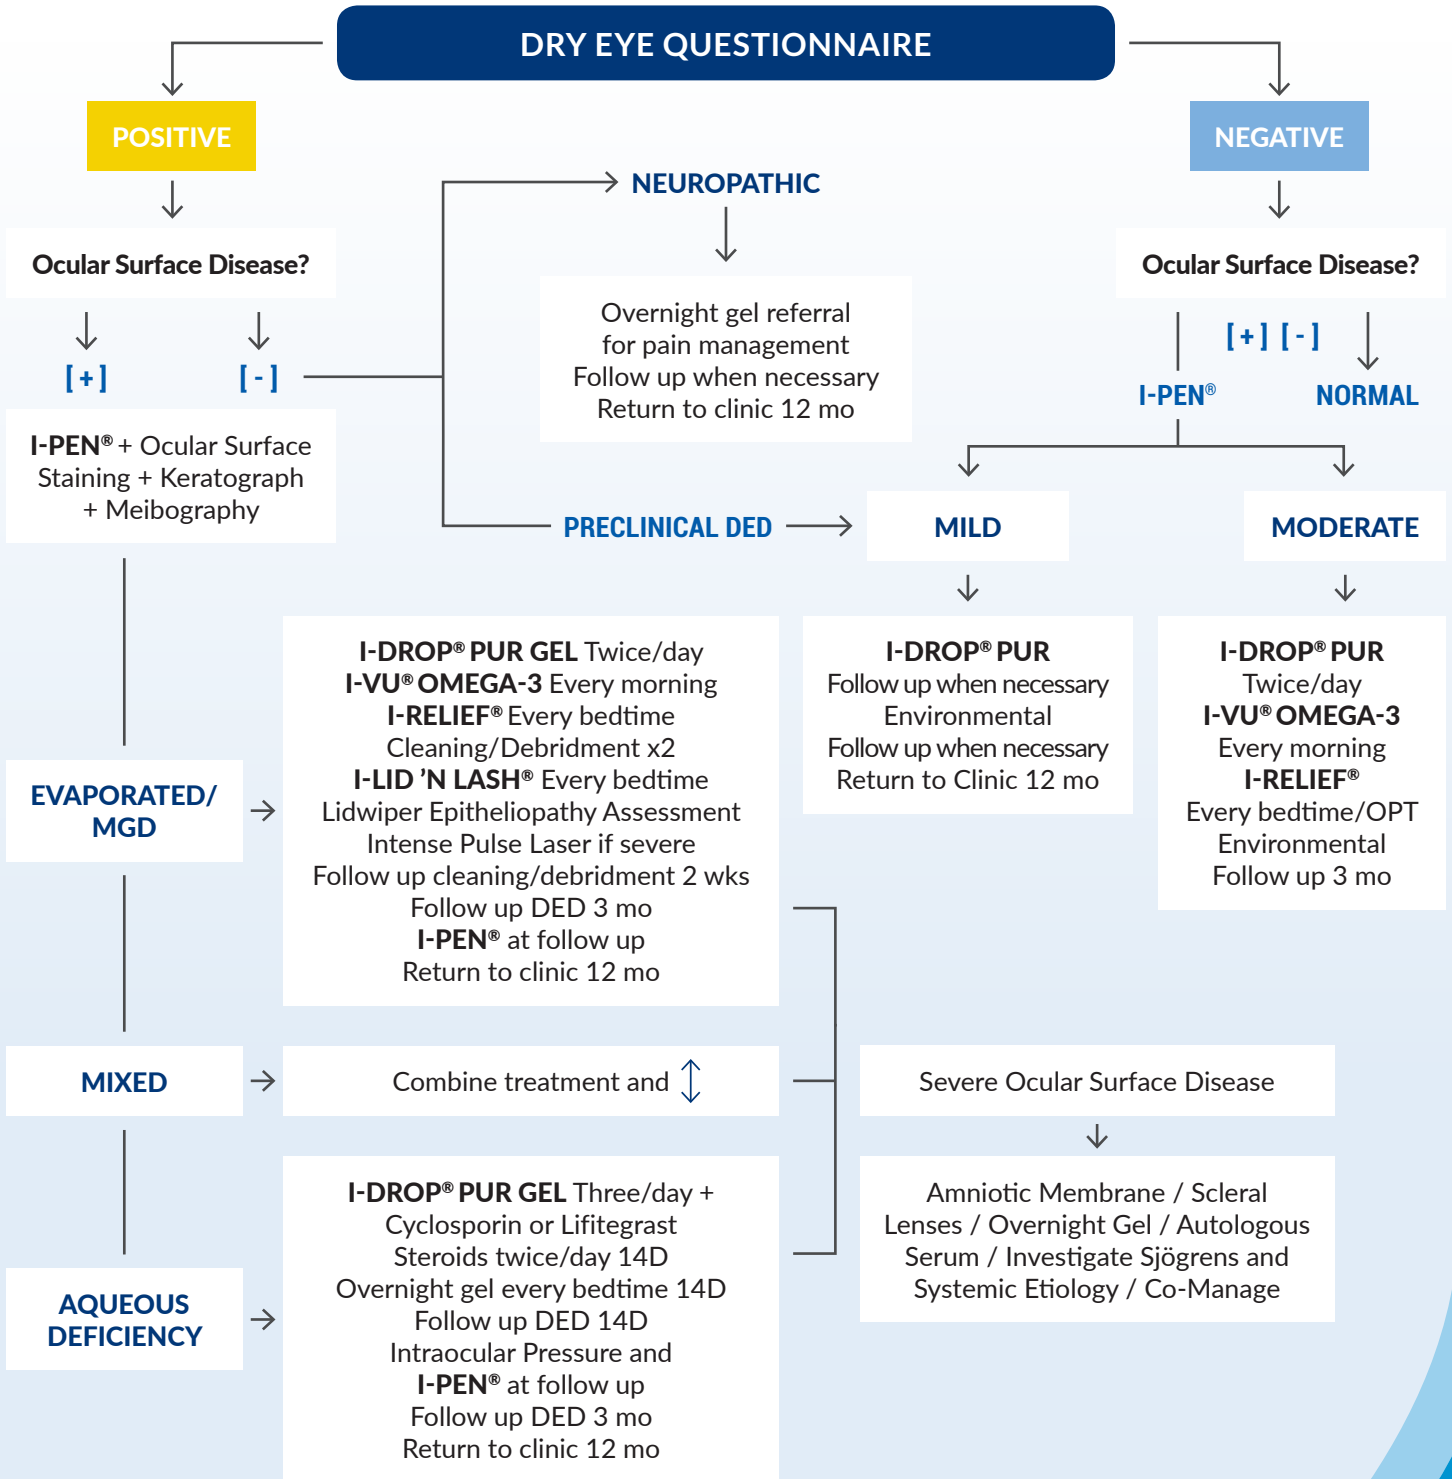 DRY EYE QUESTIONNAIRE
POSITIVE
NEGATIVE
NEUROPATHIC
Ocular Surface Disease?
[ + ]
[ - ]
Overnight gel referral
for pain management
Follow up when necessary
Return to clinic 12 mo
Ocular Surface Disease?
[ + ] [ - ]
I-PEN®
NORMAL
I-PEN® + Ocular Surface
Staining + Keratograph
+ Meibography
PRECLINICAL DED
MILD
MODERATE
EVAPORATED/
MGD
I-DROP® PUR GEL Twice/day
I-VU® OMEGA-3 Every morning
I-RELIEF® Every bedtime
Cleaning/Debridment x2
I-LID ’N LASH® Every bedtime
Lidwiper Epitheliopathy Assessment
Intense Pulse Laser if severe
Follow up cleaning/debridment 2 wks
Follow up DED 3 mo
I-PEN® at follow up
Return to clinic 12 mo
I-DROP® PUR
Follow up when necessary
Environmental
Follow up when necessary
Return to Clinic 12 mo
I-DROP® PUR
Twice/day
I-VU® OMEGA-3
Every morning
I-RELIEF®
Every bedtime/OPT
Environmental
Follow up 3 mo
MIXED
Combine treatment and
Severe Ocular Surface Disease
AQUEOUS
DEFICIENCY
I-DROP® PUR GEL Three/day +
Cyclosporin or Lifitegrast
Steroids twice/day 14D
Overnight gel every bedtime 14D
Follow up DED 14D
Intraocular Pressure and
I-PEN® at follow up
Follow up DED 3 mo
Return to clinic 12 mo
Amniotic Membrane / Scleral
Lenses / Overnight Gel / Autologous
Serum / Investigate Sjögrens and
Systemic Etiology / Co-Manage